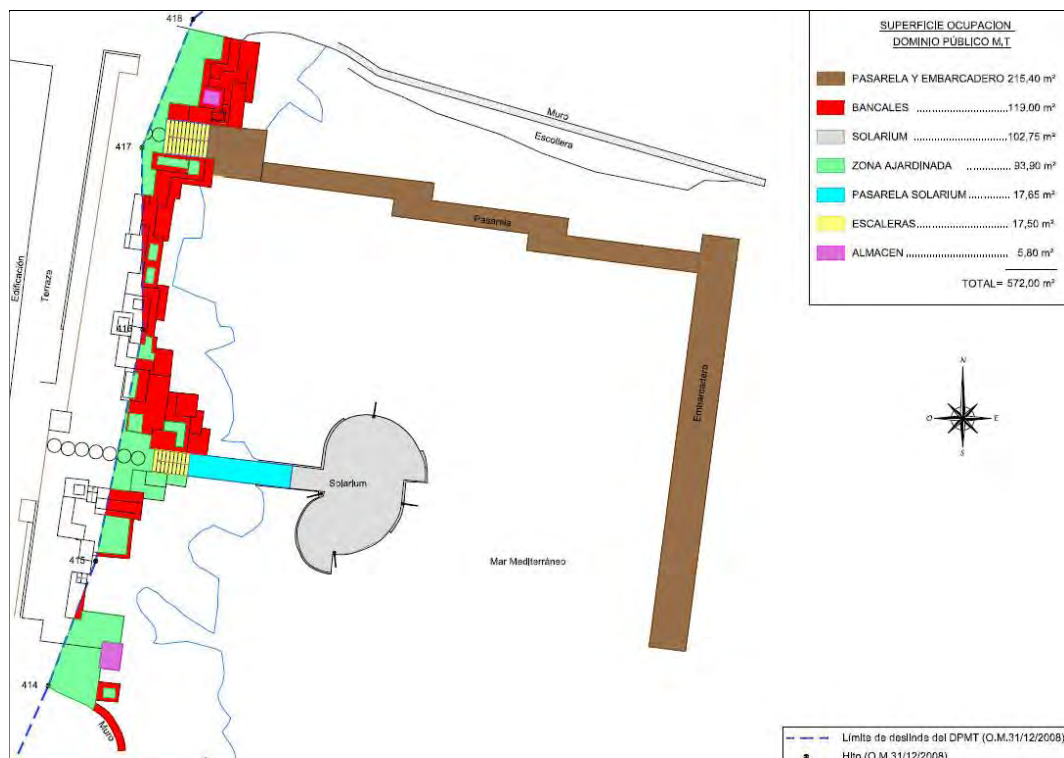 SUPERFICIE OCUPACION
DOMINIO PÚBLICO M.T
PASARELA Y EMBARCADERO 215,40 m²
BANCALES ......................119,00 m²
SOLARIUM ....................102,75 m²
ZONA AJARDINADA ...........93,90 m²
PASARELA SOLARIUM............. 17,65 m²
ESCALERAS....................... 17,50 m²
ALMACEN .......................... 5,80 m²
TOTAL= 572,00 m²
418
417
416
415
414
Edificación
Terraza
Muro
Escollera
Pasarela
Embarcadero
Solarium
Mar Mediterráneo
Muro
N
O
E
S
Límite de deslinde del DPMT (O.M.31/12/2008)
Hito (O.M.31/12/2008)